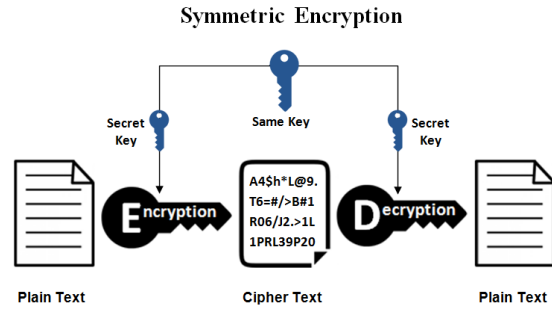 Symmetric Encryption
Secret
Key
Same Key
Secret
Key
A4$h*L@9.
T6=#/>B#1
R06/J2.>1L
1PRL39P20
Encryption
Decryption
Plain Text
Cipher Text
Plain Text